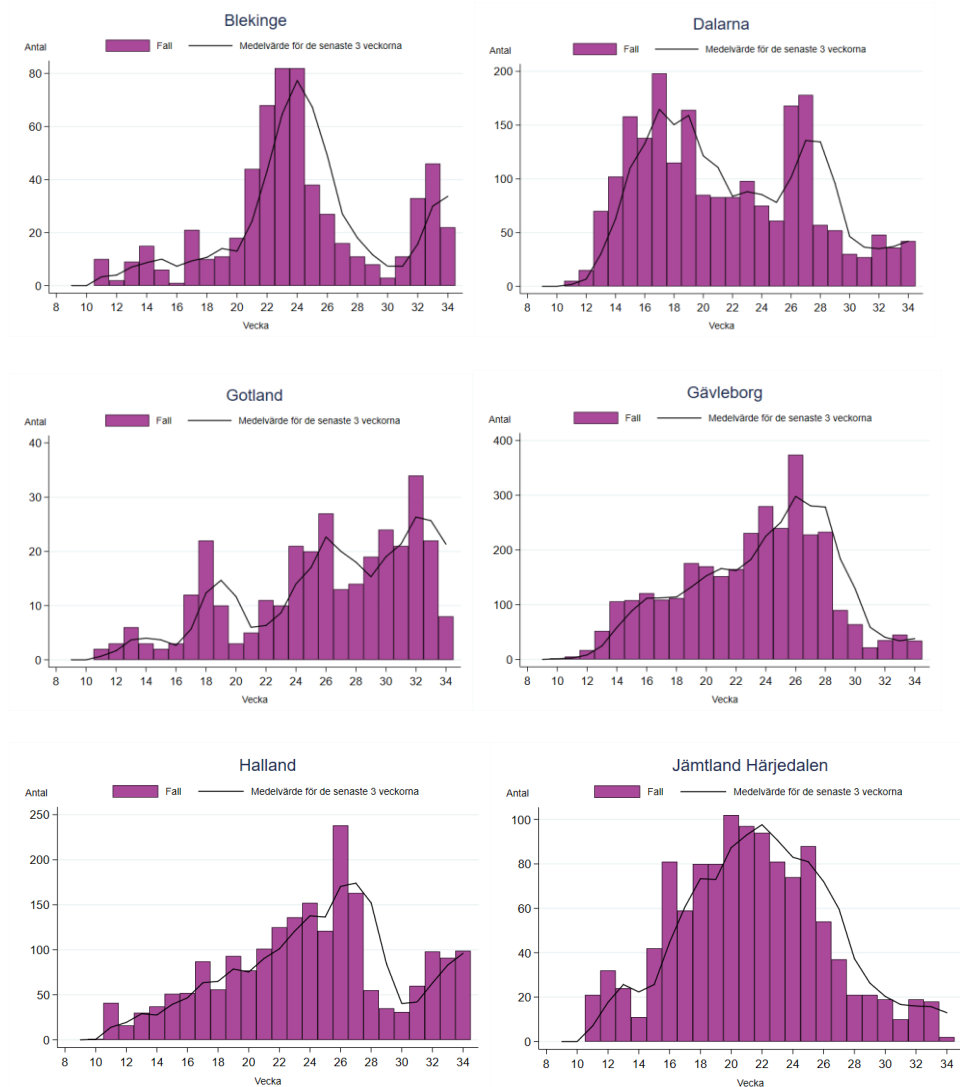 Blekinge
Antal
Fall Medelvärde för de senaste 3 veckorna
80
60
40
20
0
8 10 12 14 16 18 20 22 24 26 28 30 32 34
Vecka
Dalarna
Antal
Fall Medelvärde för de senaste 3 veckorna
200
150
100
50
0
8 10 12 14 16 18 20 22 24 26 28 30 32 34
Vecka
Gotland
Antal
Fall Medelvärde för de senaste 3 veckorna
40
30
20
10
0
8 10 12 14 16 18 20 22 24 26 28 30 32 34
Vecka
Gävleborg
Antal
Fall Medelvärde för de senaste 3 veckorna
400
300
200
100
0
8 10 12 14 16 18 20 22 24 26 28 30 32 34
Vecka
Halland
Antal
Fall Medelvärde för de senaste 3 veckorna
250
200
150
100
50
0
8 10 12 14 16 18 20 22 24 26 28 30 32 34
Vecka
Jämtland Härjedalen
Antal
Fall Medelvärde för de senaste 3 veckorna
100
80
60
40
20
0
8 10 12 14 16 18 20 22 24 26 28 30 32 34
Vecka